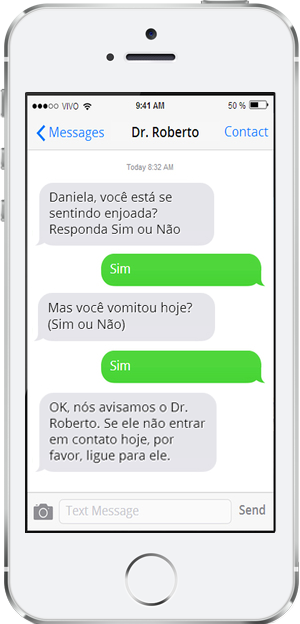 VIVO 9:41 AM 50 %
Messages Dr. Roberto Contact
Today 8:32 AM
Daniela, você está se
sentindo enjoada?
Responda Sim ou Não
Sim
Mas você vomitou hoje?
(Sim ou Não)
Sim
OK, nós avisamos o Dr.
Roberto. Se ele não entrar
em contato hoje, por
favor, ligue para ele.
Text Message Send